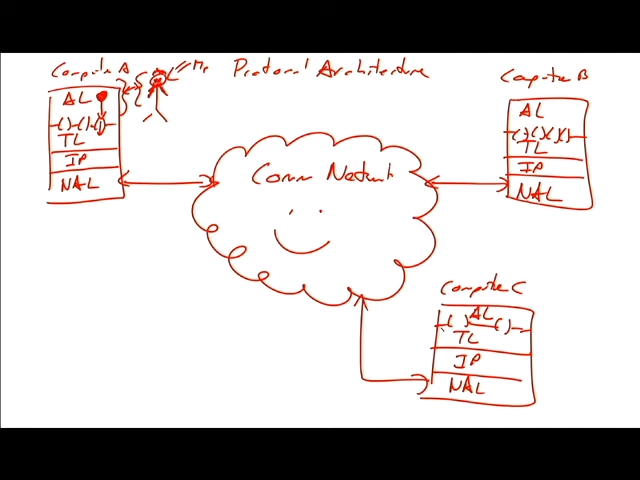 Computer A
Me
Protocol Architecture
Computer B
AL
TL
IP
NAL
Comm Network
AL
TL
IP
NAL
Computer C
AL
TL
IP
NAL